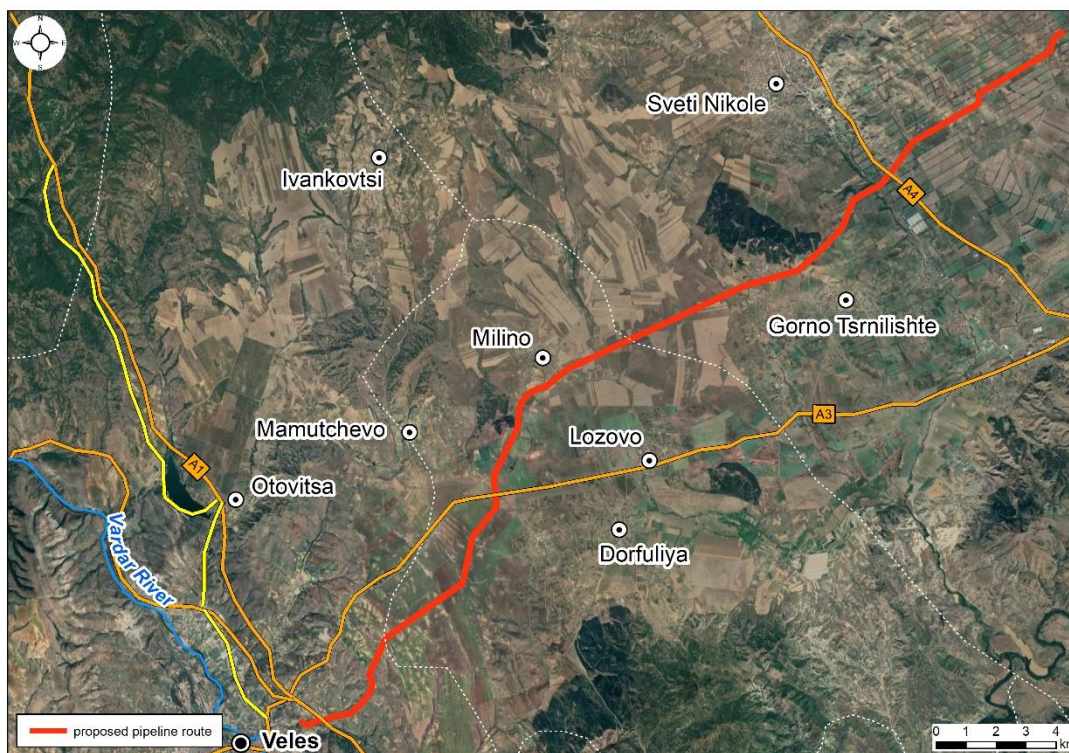 N
W E
S
Sveti Nikole
Ivankovtsi
A4
Gorno Tsrnilishte
Milino
A3
Mamutchevo
Lozovo
A1
Otovitsa
Dorfuliya
Vardar River
proposed pipeline route
Veles
0 1 2 3 4
km